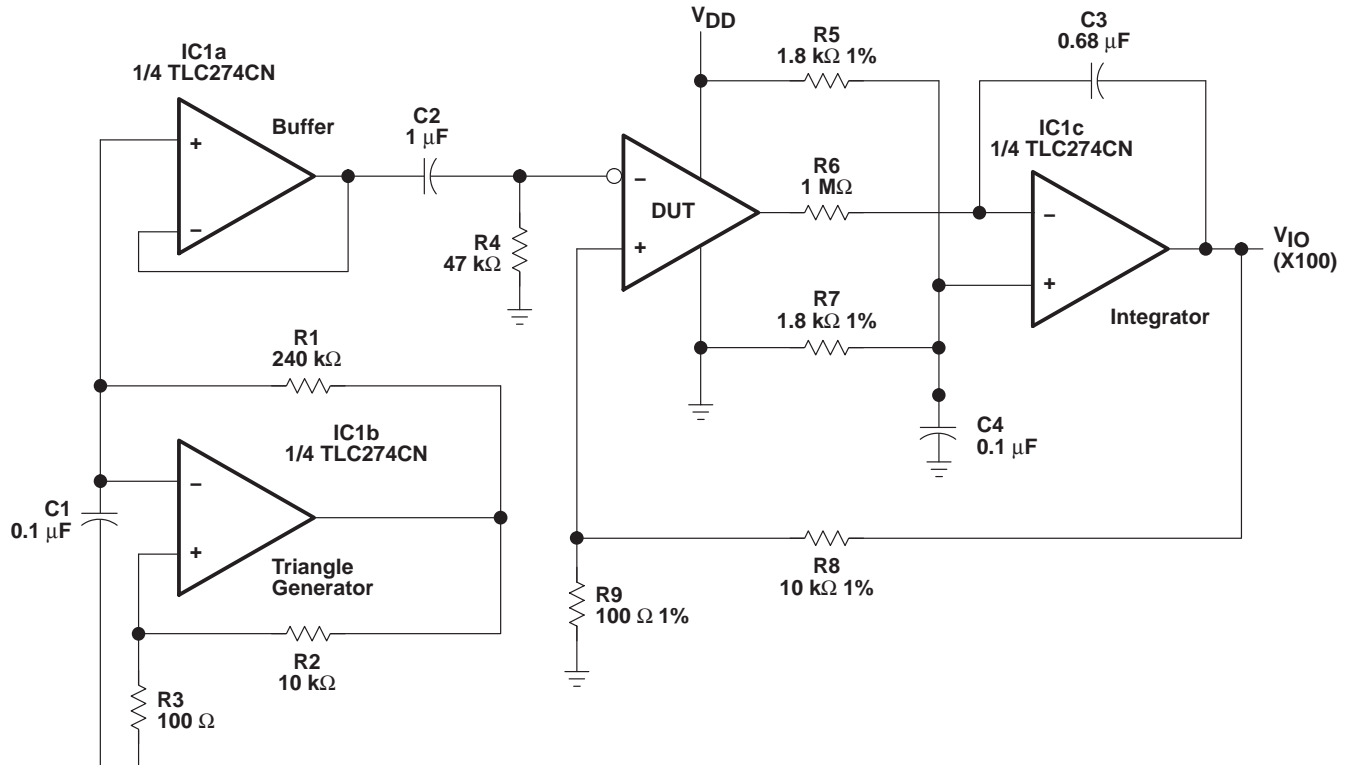 IC1a
1/4 TLC274CN
Buffer
+
−
C2
1 µF
R4
47 kΩ
VDD
R5
1.8 kΩ 1%
C3
0.68 µF
IC1c
1/4 TLC274CN
R6
1 MΩ
−
DUT
+
−
+
VIO
(X100)
R7
1.8 kΩ 1%
Integrator
R1
240 kΩ
IC1b
1/4 TLC274CN
C4
0.1 µF
C1
0.1 µF
−
+
Triangle
Generator
R8
10 kΩ 1%
R9
100 Ω 1%
R2
10 kΩ
R3
100 Ω